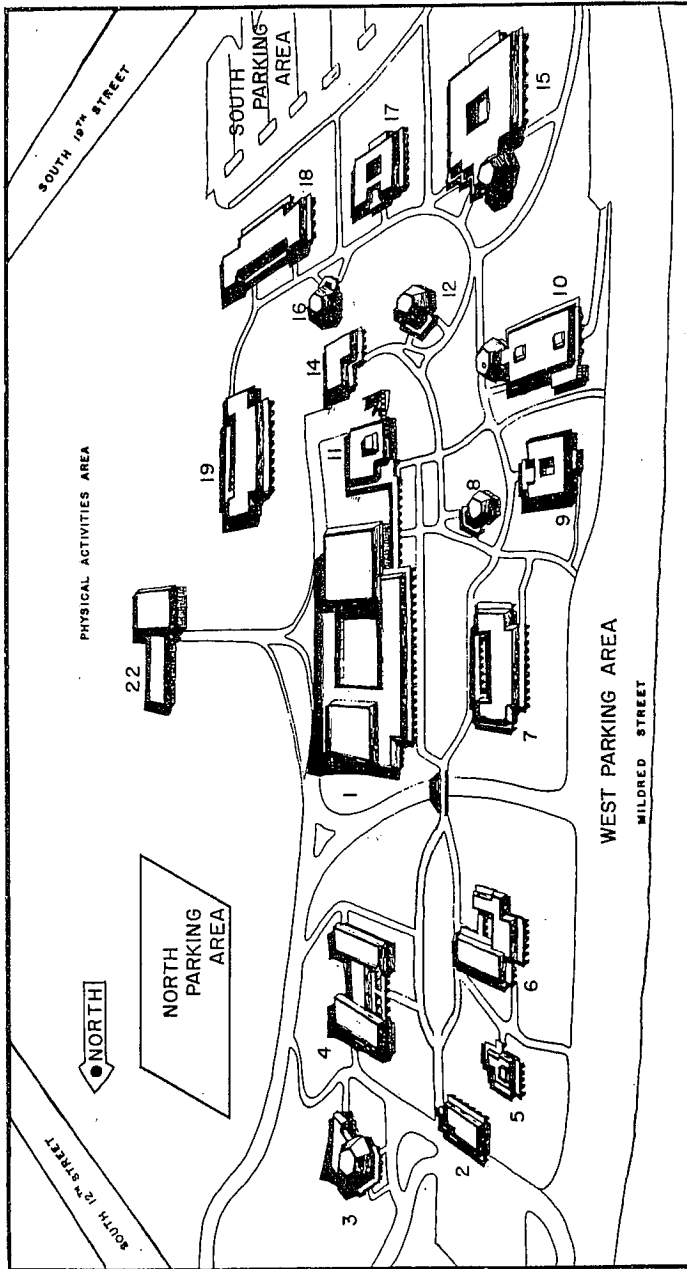 SOUTH 12TH STREET
NORTH
NORTH
PARKING
AREA
PHYSICAL ACTIVITIES AREA
SOUTH 19TH STREET
SOUTH
PARKING
AREA
22
19
18
17
16
15
14
12
11
10
9
8
7
6
5
4
3
2
1
WEST PARKING AREA
MILDRED STREET